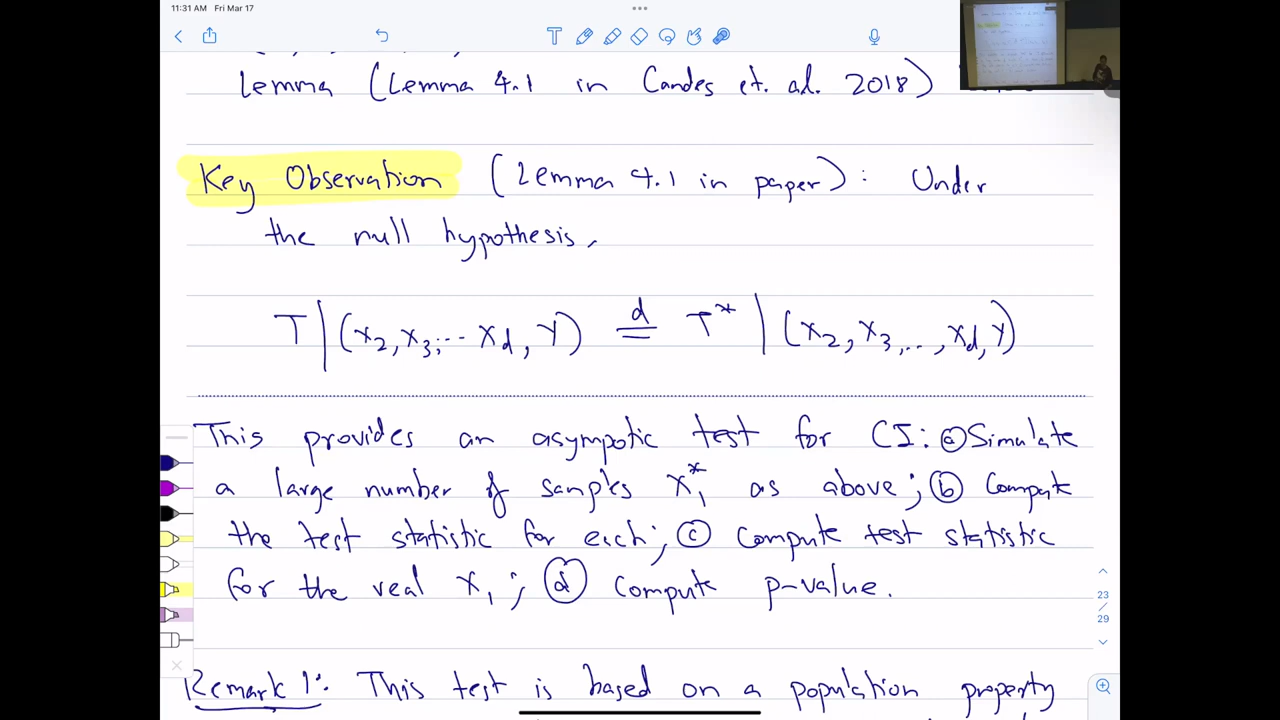 11:31 AM Fri Mar 17
Lemma (Lemma 4.1 in Candes et. al. 2018)
Key Observation (Lemma 4.1 in paper): Under
the null hypothesis,
T | (X₂, X₃, ... X_d, Y) =ᵈ T* | (X₂, X₃, .., X_d, Y)
This provides an asympotic test for CI: ⓐ Simulate
a large number of samples X₁* as above; ⓑ Compute
the test statistic for each; ⓒ compute test statistic
for the real X₁; ⓓ compute p-value.
23
/
29
Remark 1: This test is based on a population property